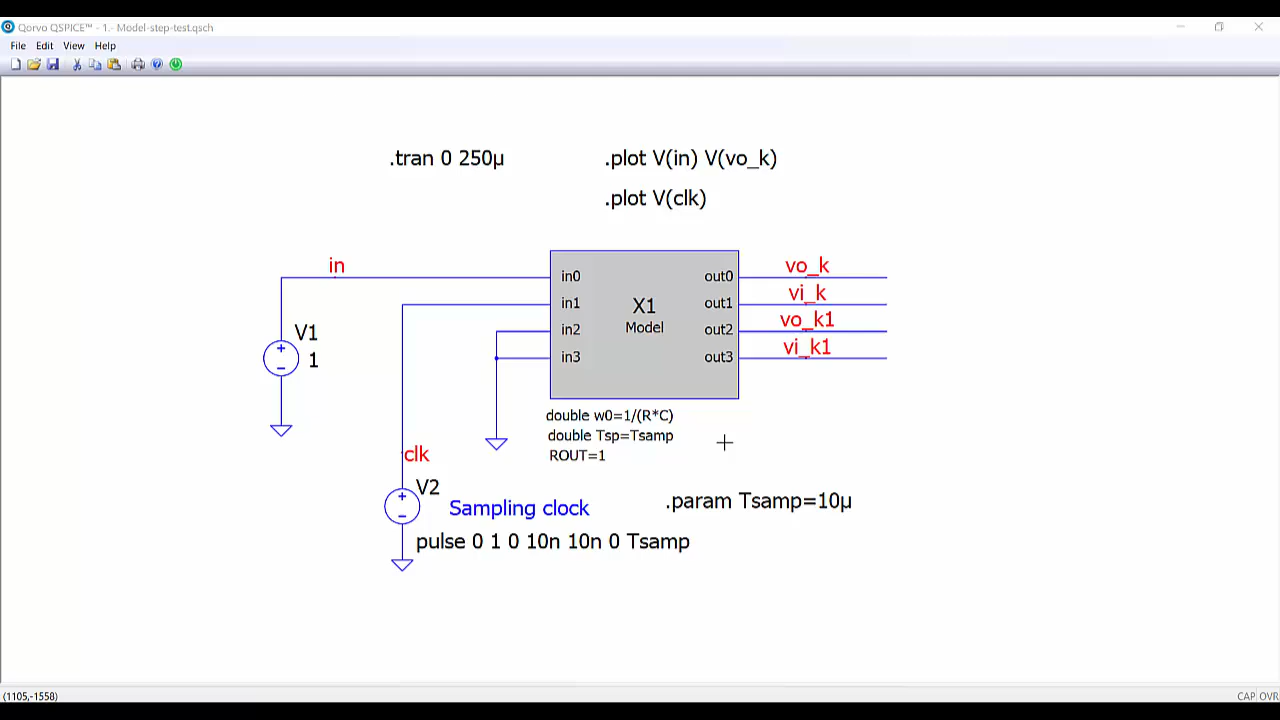 Qorvo QSPICE™ - 1.- Model-step-test.qsch
File Edit View Help
.tran 0 250µ
.plot V(in) V(vo_k)
.plot V(clk)
in
in0
in1
in2
in3
X1
Model
out0
out1
out2
out3
vo_k
vi_k
vo_k1
vi_k1
V1
1
double w0=1/(R*C)
double Tsp=Tsamp
ROUT=1
clk
V2
Sampling clock
pulse 0 1 0 10n 10n 0 Tsamp
.param Tsamp=10µ
(1105,-1558)
CAP OVR